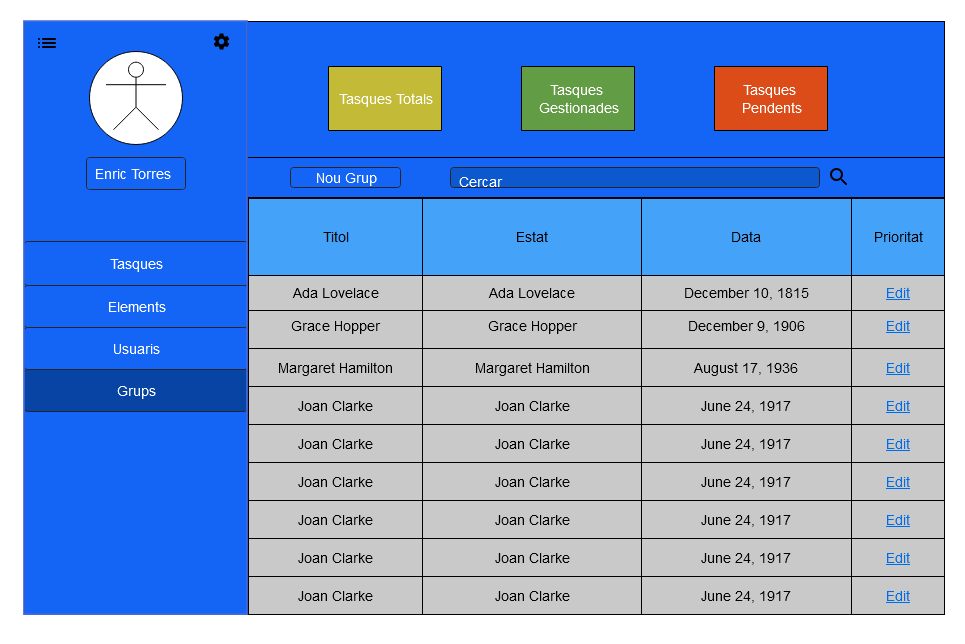 Enric Torres
Tasques
Elements
Usuaris
Grups
Tasques Totals
Tasques
Gestionades
Tasques
Pendents
Nou Grup
Cercar
Titol Estat Data Prioritat
Ada Lovelace Ada Lovelace December 10, 1815 Edit
Grace Hopper Grace Hopper December 9, 1906 Edit
Margaret Hamilton Margaret Hamilton August 17, 1936 Edit
Joan Clarke Joan Clarke June 24, 1917 Edit
Joan Clarke Joan Clarke June 24, 1917 Edit
Joan Clarke Joan Clarke June 24, 1917 Edit
Joan Clarke Joan Clarke June 24, 1917 Edit
Joan Clarke Joan Clarke June 24, 1917 Edit
Joan Clarke Joan Clarke June 24, 1917 Edit